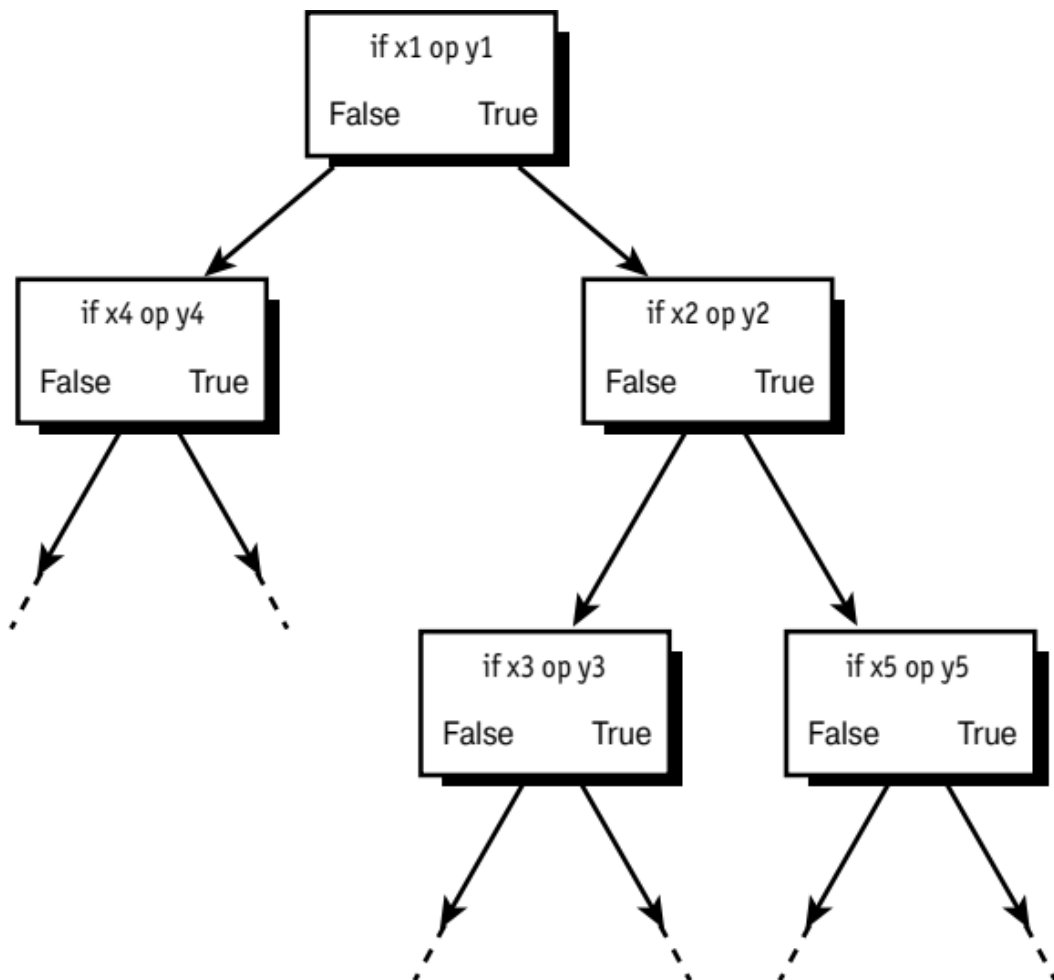 if x1 op y1
False True
if x4 op y4
False True
if x2 op y2
False True
if x3 op y3
False True
if x5 op y5
False True